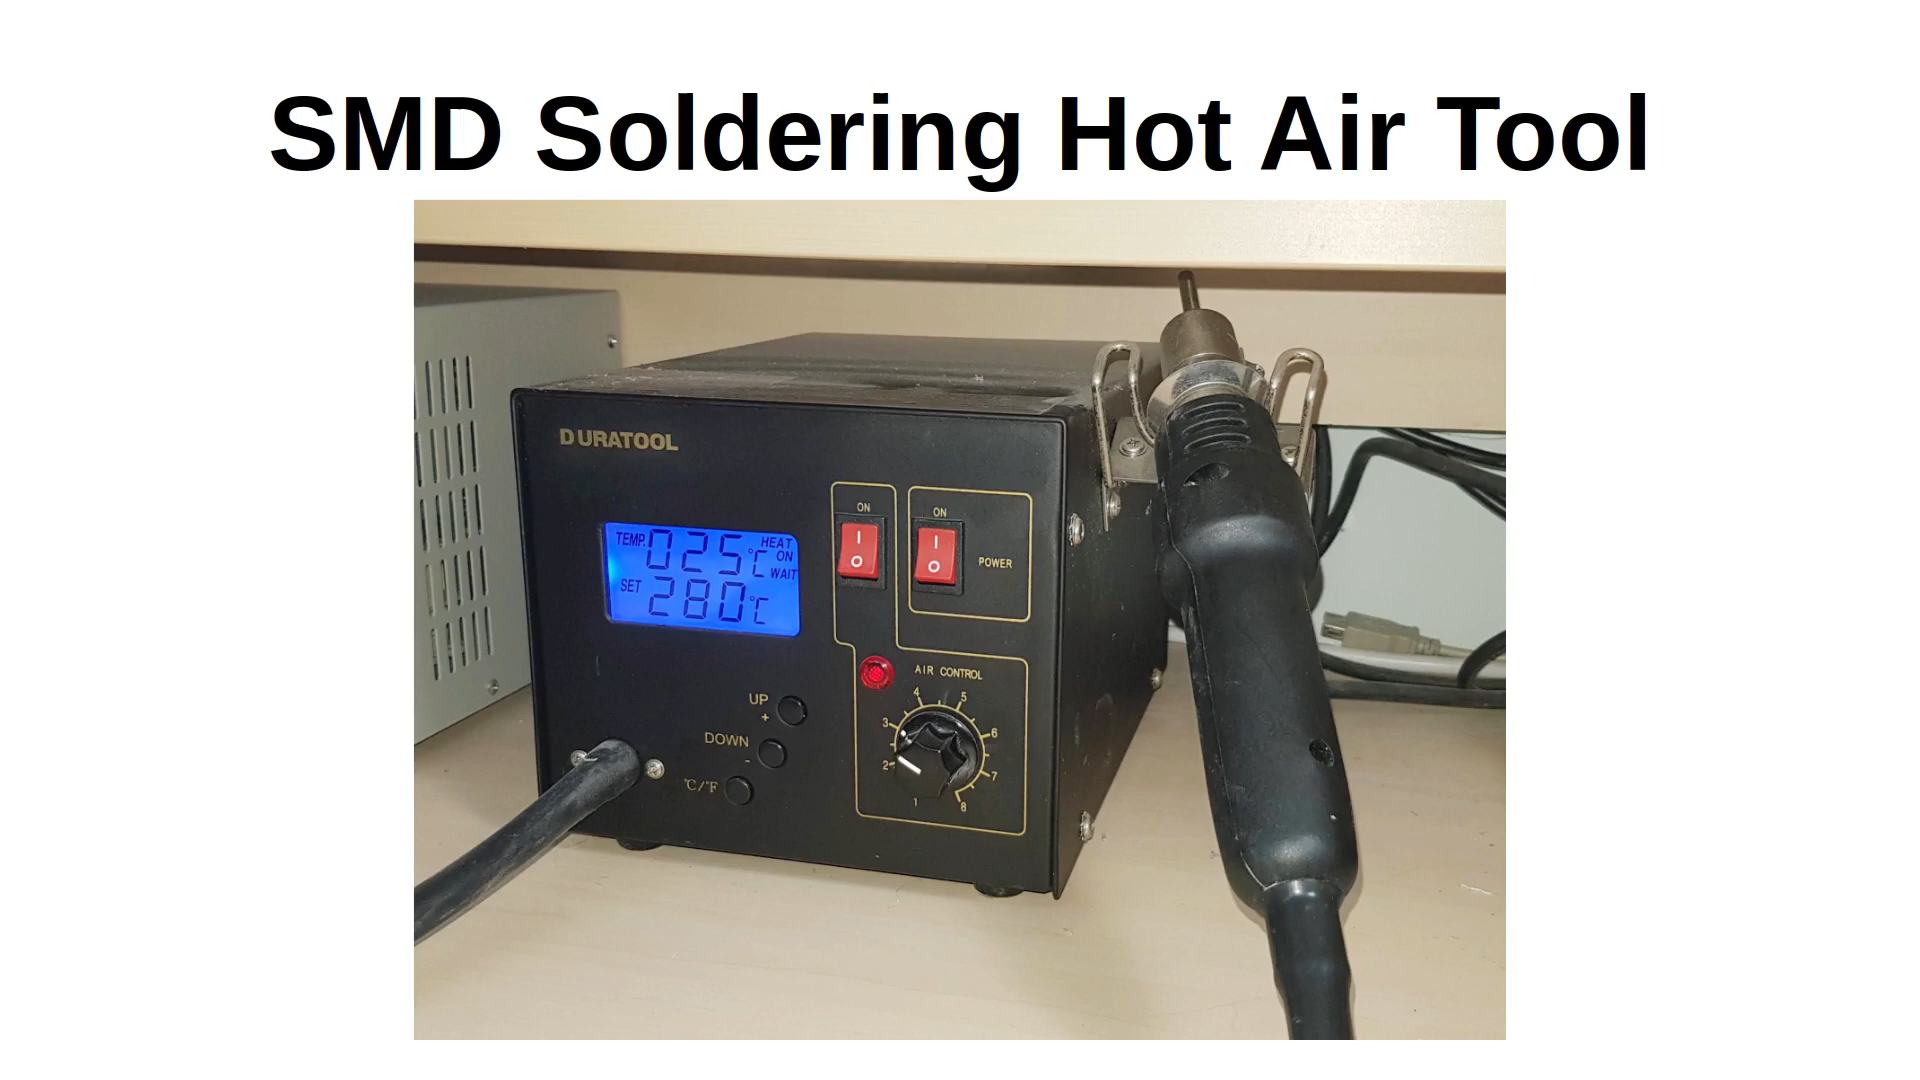 SMD Soldering Hot Air Tool
DURATOOL
TEMP. 025°C HEAT ON WAIT
SET 280°C
ON
I
O
ON
I
O
POWER
AIR CONTROL
1
2
3
4
5
6
7
8
UP
+
DOWN
-
°C/°F